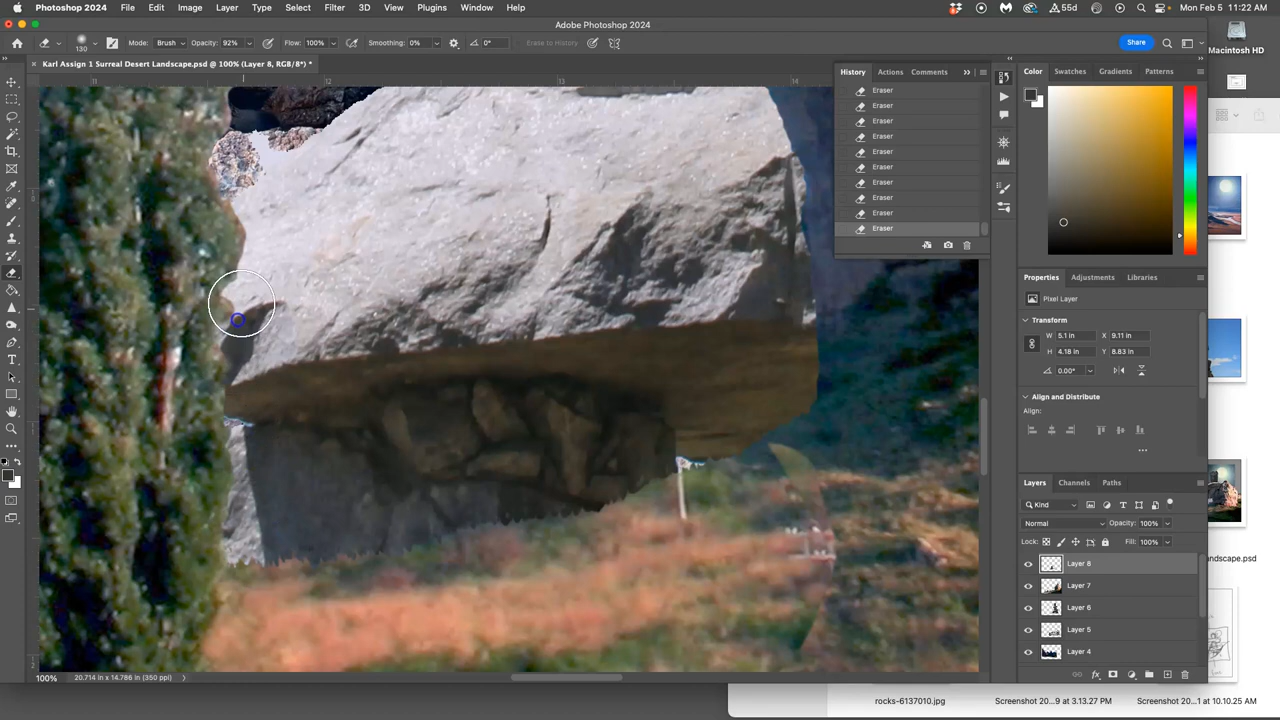 Photoshop 2024 File Edit Image Layer Type Select Filter 3D View Plugins Window Help 55d Mon Feb 5 11:22 AM
Adobe Photoshop 2024
130 Mode: Brush Opacity: 92% Flow: 100% Smoothing: 0% 0° Erase to History Share
Karl Assign 1 Surreal Desert Landscape.psd @ 100% (Layer 8, RGB/8*) *
11 12 13 14
History Actions Comments
Color Swatches Gradients Patterns
Macintosh HD
Eraser
Eraser
Eraser
Eraser
Eraser
Eraser
Eraser
Eraser
Eraser
Eraser
Properties Adjustments Libraries
Pixel Layer
Transform
W: 5.1 in X: 9.11 in
H: 4.18 in Y: 8.83 in
0.00°
Align and Distribute
Align:
Layers Channels Paths
Kind
Normal Opacity: 100%
Lock: Fill: 100%
Layer 8
Layer 7
Layer 6
Layer 5
Layer 4
andscape.psd
100% 20.714 in x 14.786 in (350 ppi)
rocks-6137010.jpg Screenshot 20...9 at 3.13.27 PM Screenshot 20...1 at 10.10.25 AM